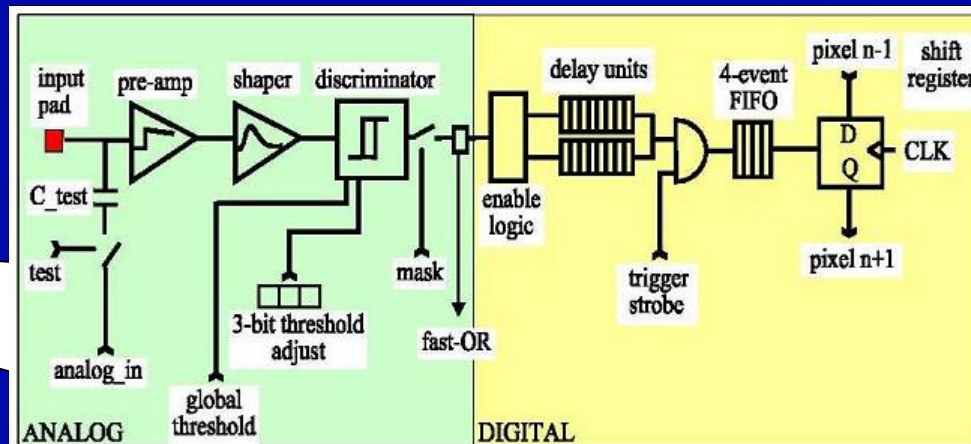 input
pad
pre-amp
shaper
discriminator
delay units
4-event
FIFO
pixel n-1
shift
register
D
Q
CLK
C_test
test
analog_in
3-bit threshold
adjust
global
threshold
mask
fast-OR
enable
logic
trigger
strobe
pixel n+1
ANALOG
DIGITAL